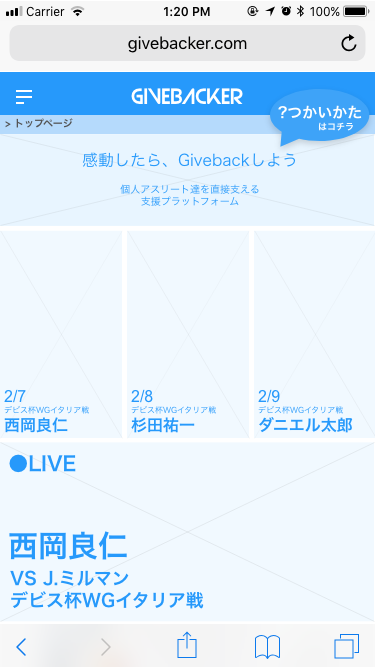 Carrier 1:20 PM 100%
givebacker.com
GIVEBACKER
?つかいかた
はコチラ
> トップページ
感動したら、Givebackしよう
個人アスリート達を直接支える
支援プラットフォーム
2/7
デビス杯WGイタリア戦
西岡良仁
2/8
デビス杯WGイタリア戦
杉田祐一
2/9
デビス杯WGイタリア戦
ダニエル太郎
●LIVE
西岡良仁
VS J.ミルマン
デビス杯WGイタリア戦